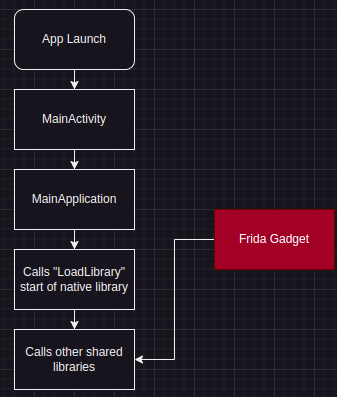 App Launch
MainActivity
MainApplication
Calls "LoadLibrary"
start of native library
Frida Gadget
Calls other shared
libraries